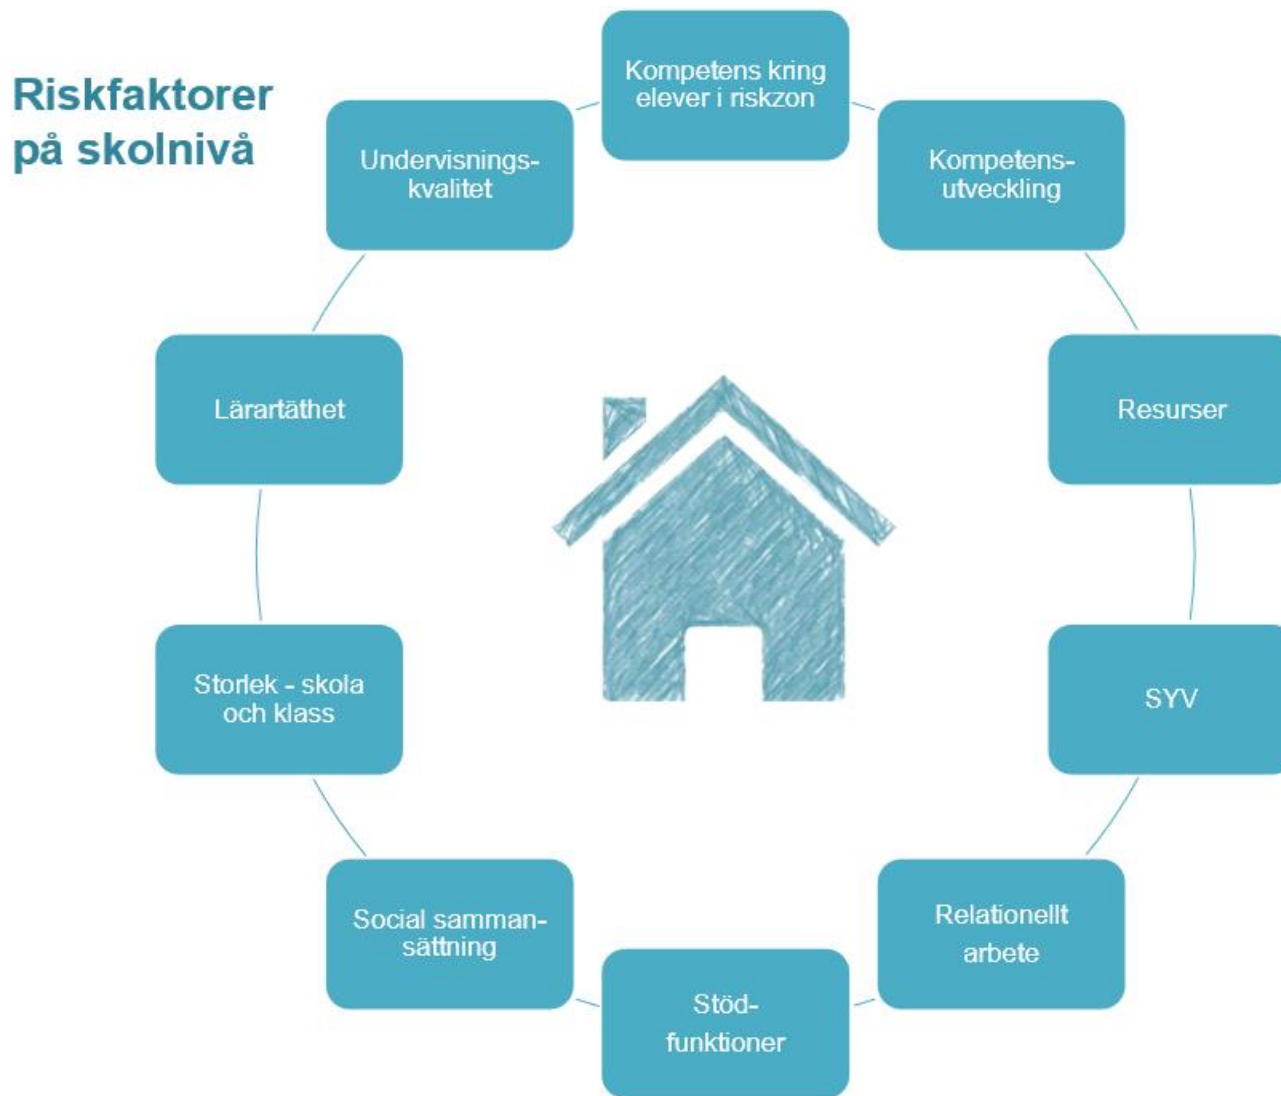 Riskfaktorer
på skolnivå
Kompetens kring
elever i riskzon
Kompetens-
utveckling
Resurser
SYV
Relationellt
arbete
Stöd-
funktioner
Social samman-
sättning
Storlek - skola
och klass
Lärartäthet
Undervisnings-
kvalitet